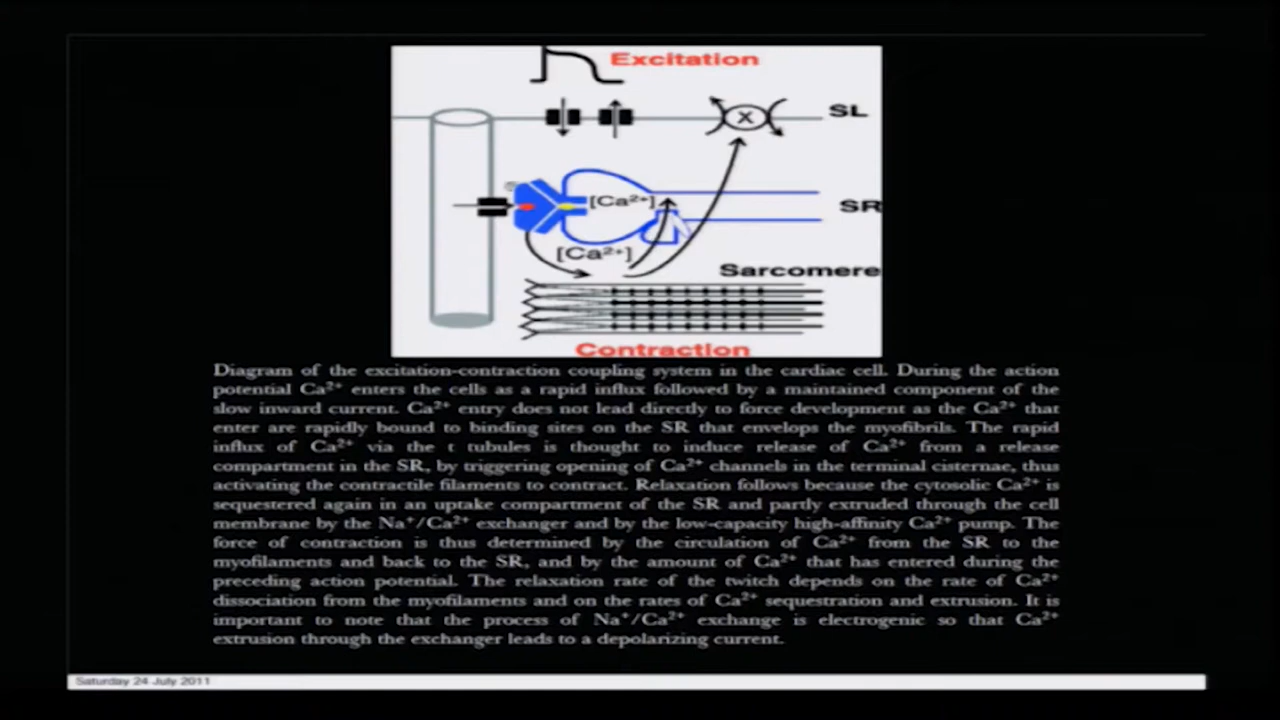 Excitation
SL
X
[Ca²⁺]
SR
[Ca²⁺]
Sarcomere
Contraction
Diagram of the excitation-contraction coupling system in the cardiac cell. During the action
potential Ca²⁺ enters the cells as a rapid influx followed by a maintained component of the
slow inward current. Ca²⁺ entry does not lead directly to force development as the Ca²⁺ that
enter are rapidly bound to binding sites on the SR that envelops the myofibrils. The rapid
influx of Ca²⁺ via the t tubules is thought to induce release of Ca²⁺ from a release
compartment in the SR, by triggering opening of Ca²⁺ channels in the terminal cisternae, thus
activating the contractile filaments to contract. Relaxation follows because the cytosolic Ca²⁺ is
sequestered again in an uptake compartment of the SR and partly extruded through the cell
membrane by the Na⁺/Ca²⁺ exchanger and by the low-capacity high-affinity Ca²⁺ pump. The
force of contraction is thus determined by the circulation of Ca²⁺ from the SR to the
myofilaments and back to the SR, and by the amount of Ca²⁺ that has entered during the
preceding action potential. The relaxation rate of the twitch depends on the rate of Ca²⁺
dissociation from the myofilaments and on the rates of Ca²⁺ sequestration and extrusion. It is
important to note that the process of Na⁺/Ca²⁺ exchange is electrogenic so that Ca²⁺
extrusion through the exchanger leads to a depolarizing current.
Saturday 24 July 2011